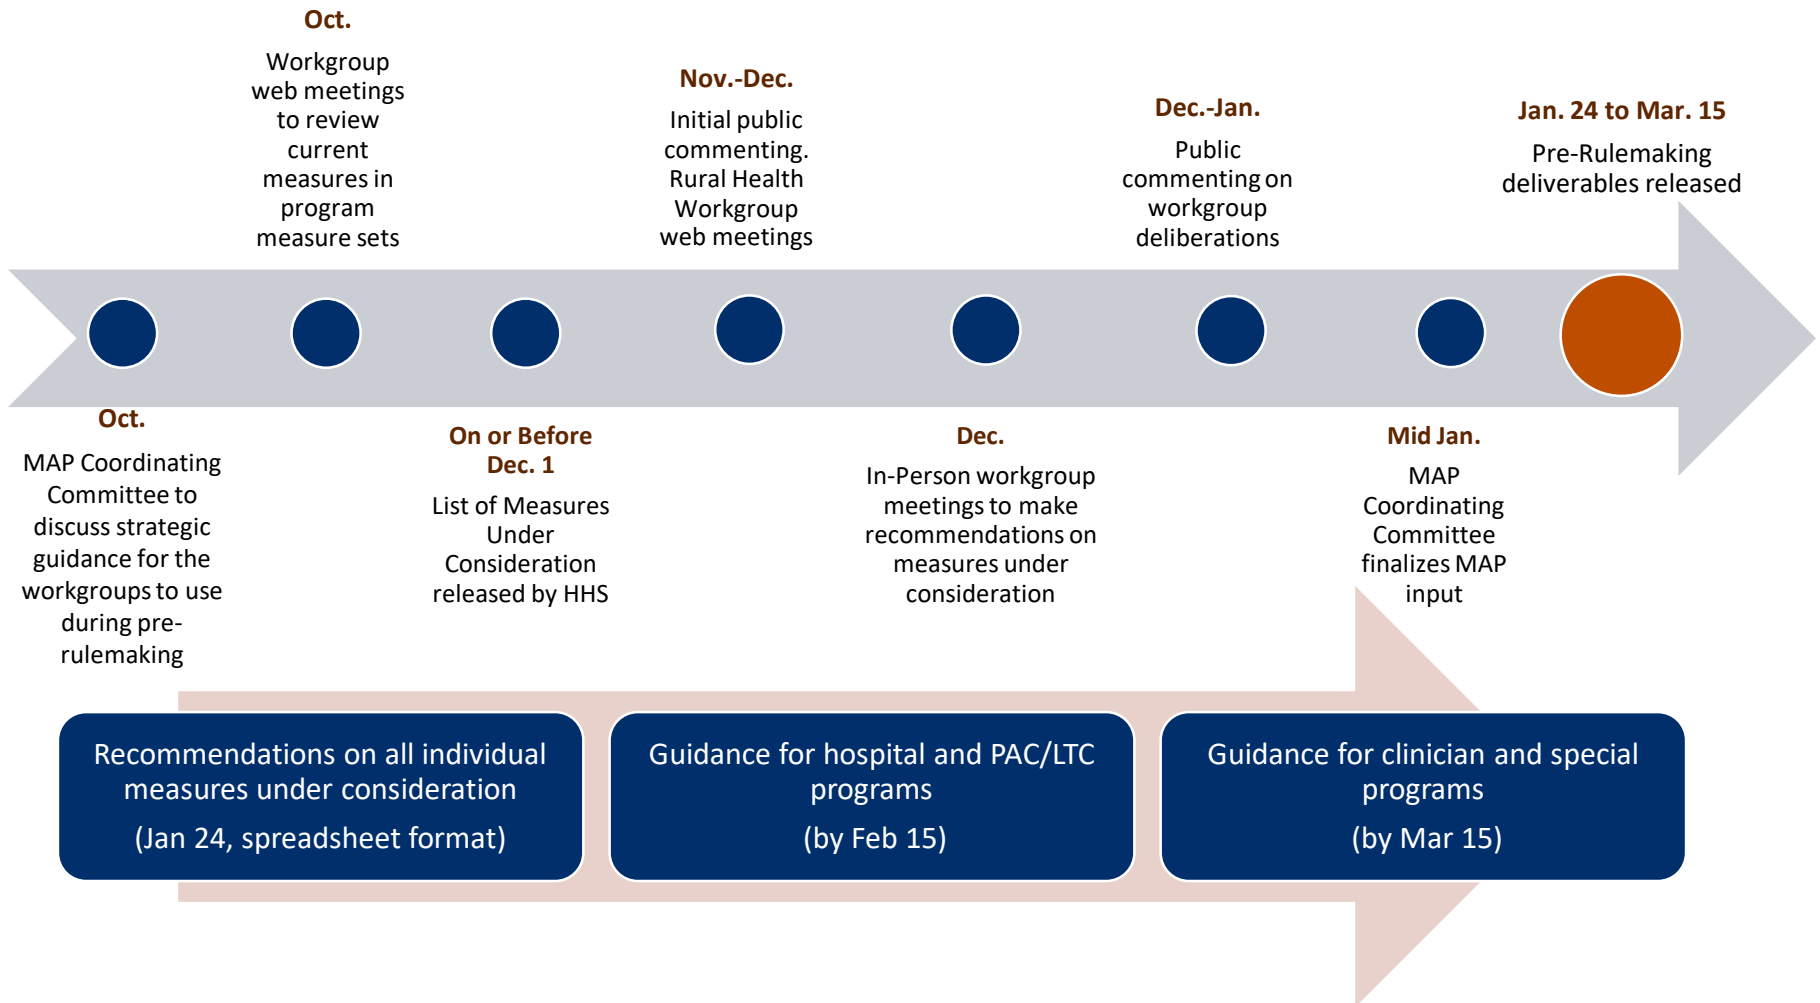 Oct.
Workgroup
web meetings
to review
current
measures in
program
measure sets
Nov.-Dec.
Initial public
commenting.
Rural Health
Workgroup
web meetings
Dec.-Jan.
Public
commenting on
workgroup
deliberations
Jan. 24 to Mar. 15
Pre-Rulemaking
deliverables released
Oct.
MAP Coordinating
Committee to
discuss strategic
guidance for the
workgroups to use
during pre-
rulemaking
On or Before
Dec. 1
List of Measures
Under
Consideration
released by HHS
Dec.
In-Person workgroup
meetings to make
recommendations on
measures under
consideration
Mid Jan.
MAP
Coordinating
Committee
finalizes MAP
input
Recommendations on all individual
measures under consideration
(Jan 24, spreadsheet format)
Guidance for hospital and PAC/LTC
programs
(by Feb 15)
Guidance for clinician and special
programs
(by Mar 15)